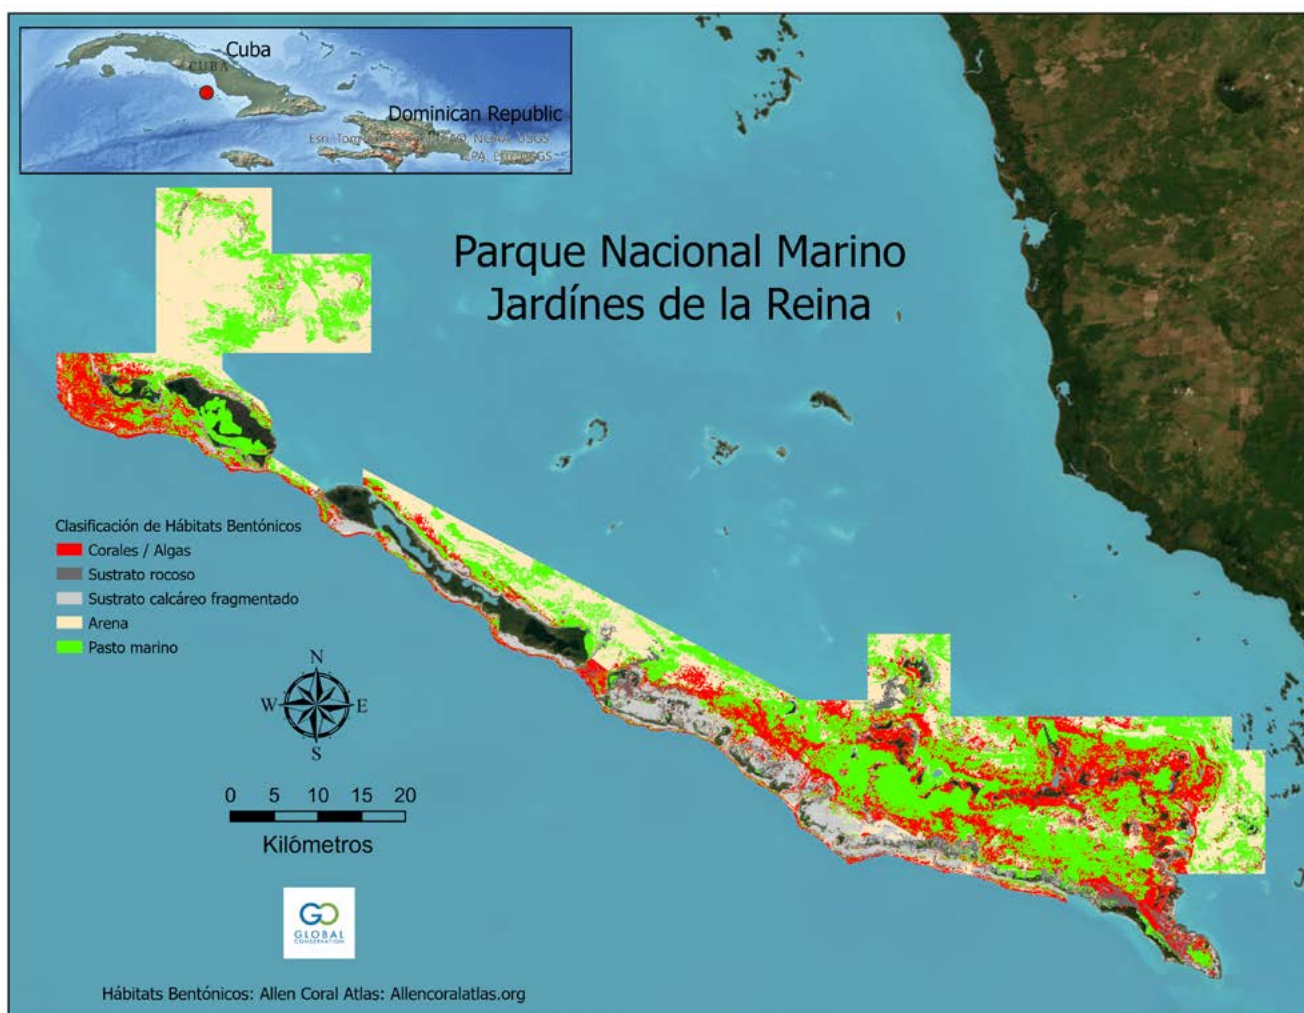 Cuba
CUBA
Dominican Republic
Parque Nacional Marino
Jardínes de la Reina
Clasificación de Hábitats Bentónicos
Corales / Algas
Sustrato rocoso
Sustrato calcáreo fragmentado
Arena
Pasto marino
N
W E
S
0 5 10 15 20
Kilómetros
GO
GLOBAL
CONSERVATION
Hábitats Bentónicos: Allen Coral Atlas: Allencoralatlas.org